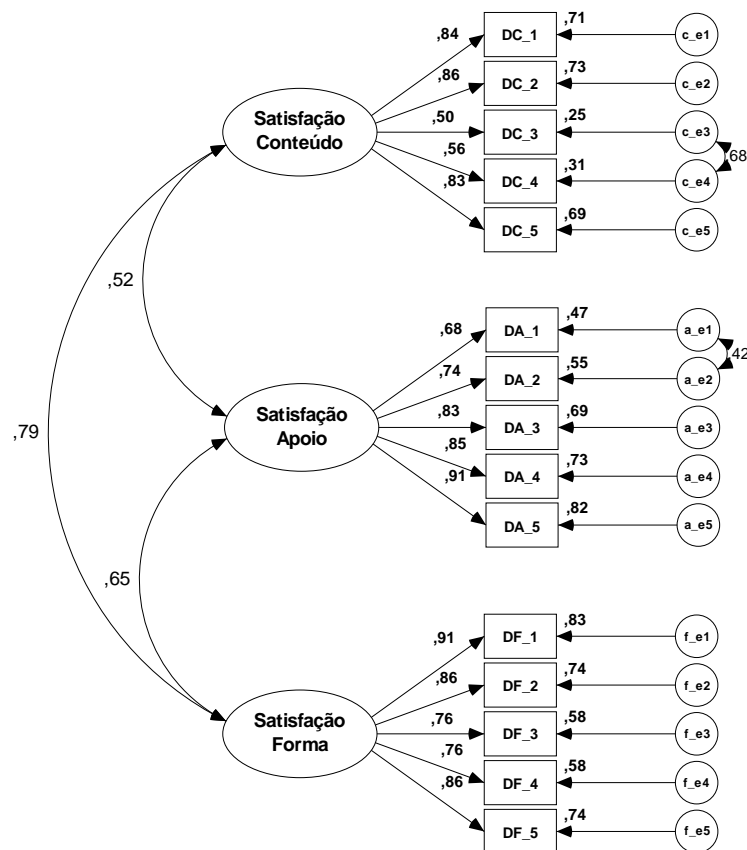 ,84
DC_1
,71
c_e1
,86
DC_2
,73
c_e2
Satisfação
Conteúdo
,50
DC_3
,25
c_e3
,68
,56
DC_4
,31
c_e4
,83
DC_5
,69
c_e5
,52
,68
DA_1
,47
a_e1
,42
,74
DA_2
,55
a_e2
Satisfação
Apoio
,83
DA_3
,69
a_e3
,79
,85
DA_4
,73
a_e4
,91
DA_5
,82
a_e5
,65
,91
DF_1
,83
f_e1
,86
DF_2
,74
f_e2
Satisfação
Forma
,76
DF_3
,58
f_e3
,76
DF_4
,58
f_e4
,86
DF_5
,74
f_e5